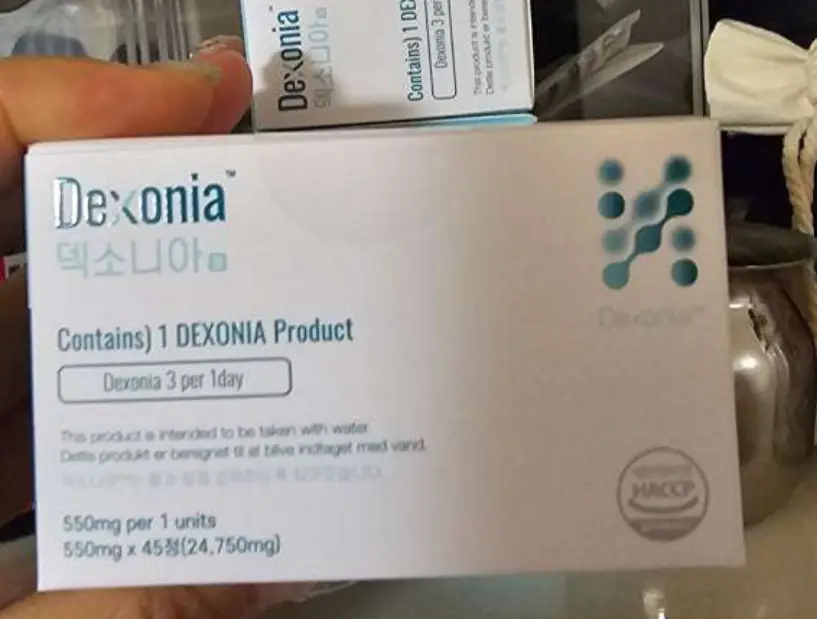 Dexonia
덱소니아
Contains) 1 DEX
Dexonia 3 per
Dexonia™
덱소니아
Dexonia™
Contains) 1 DEXONIA Product
Dexonia 3 per 1day
This product is intended to be taken with water.
Dette produkt er beregnet til at blive indtaget med vand.
HACCP
550mg per 1 units
550mg x 45정(24,750mg)